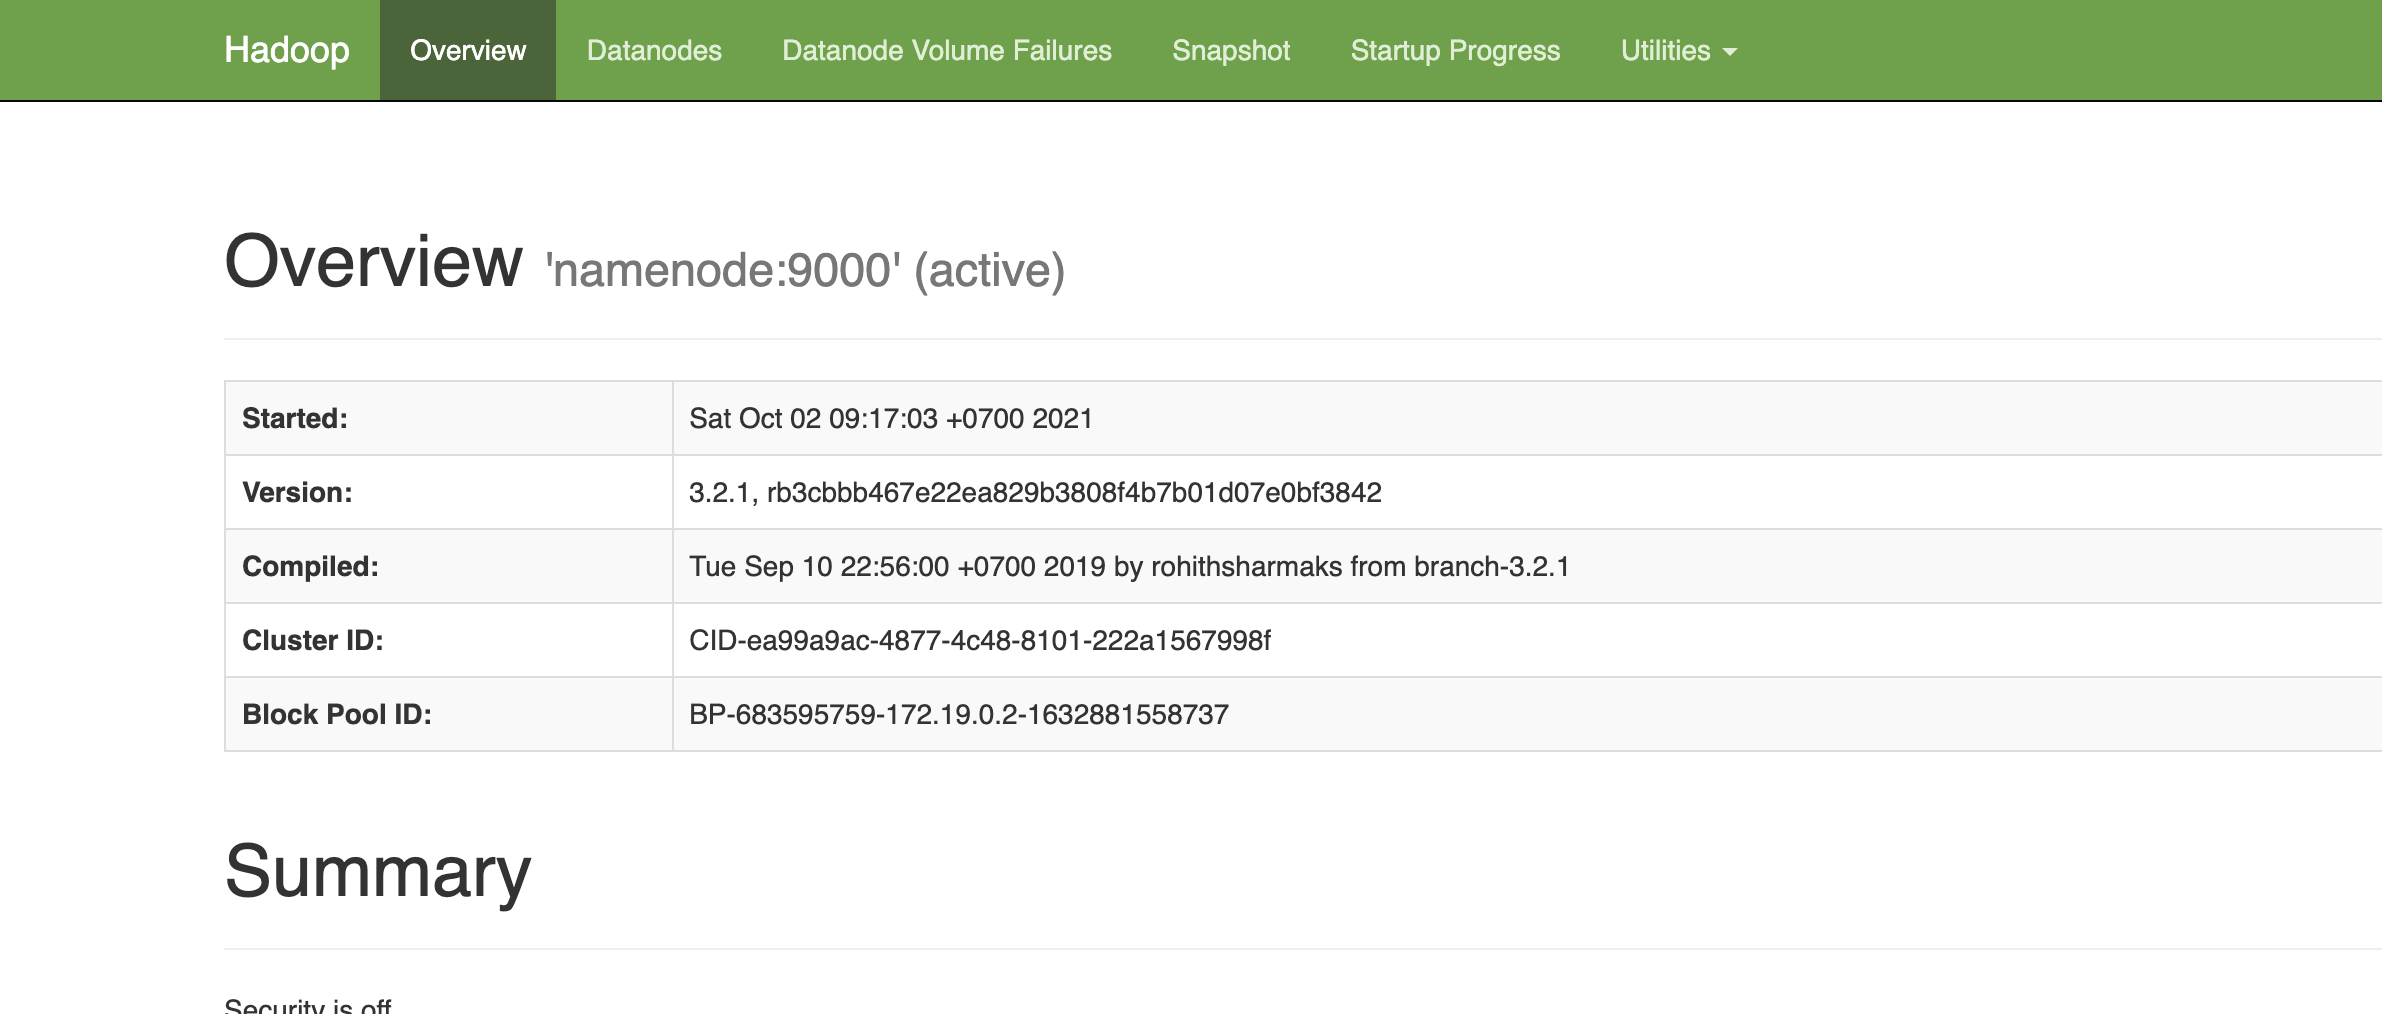 Hadoop Overview Datanodes Datanode Volume Failures Snapshot Startup Progress Utilities
Overview 'namenode:9000' (active)
Started: Sat Oct 02 09:17:03 +0700 2021
Version: 3.2.1, rb3cbbb467e22ea829b3808f4b7b01d07e0bf3842
Compiled: Tue Sep 10 22:56:00 +0700 2019 by rohithsharmaks from branch-3.2.1
Cluster ID: CID-ea99a9ac-4877-4c48-8101-222a1567998f
Block Pool ID: BP-683595759-172.19.0.2-1632881558737
Summary
Security is off